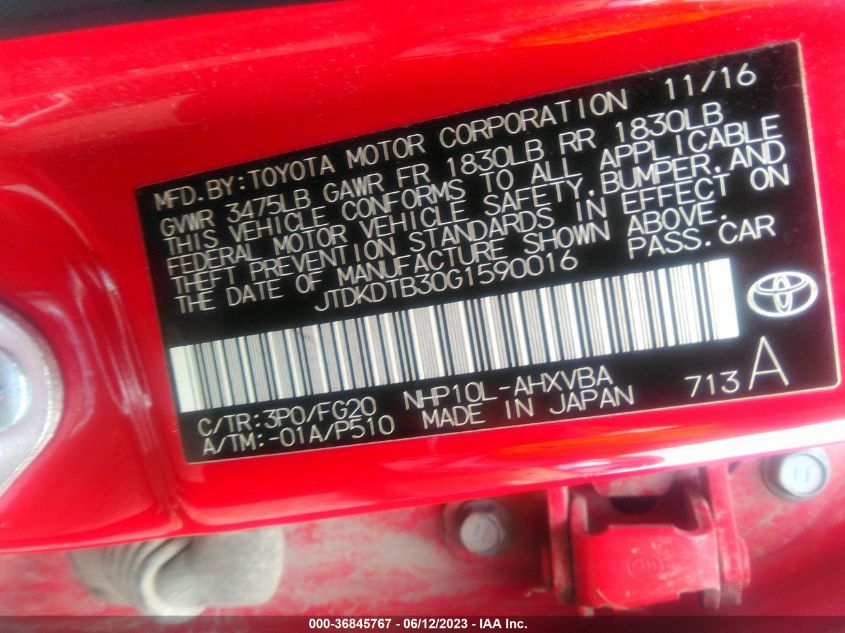 MFD.BY:TOYOTA MOTOR CORPORATION 11/16
GVWR 3475LB GAWR FR 1830LB RR 1830LB
THIS VEHICLE CONFORMS TO ALL APPLICABLE
FEDERAL MOTOR VEHICLE SAFETY,BUMPER,AND
THEFT PREVENTION STANDARDS IN EFFECT ON
THE DATE OF MANUFACTURE SHOWN ABOVE.
JTDKDTB30G1590016 PASS.CAR
C/TR:3P0/FG20 NHP10L-AHXVBA 713 A
A/TM:-01A/P510 MADE IN JAPAN
000-36845767 - 06/12/2023 - IAA Inc.